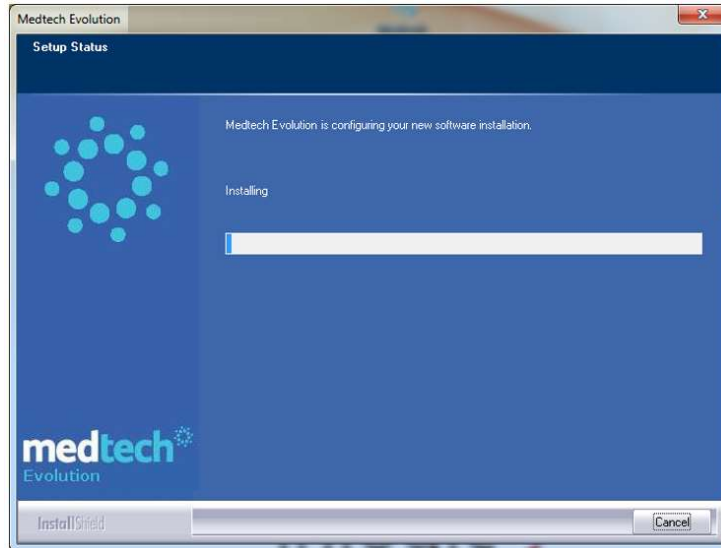 Medtech Evolution
Setup Status
Medtech Evolution is configuring your new software installation.
Installing
medtech
Evolution
InstallShield
Cancel